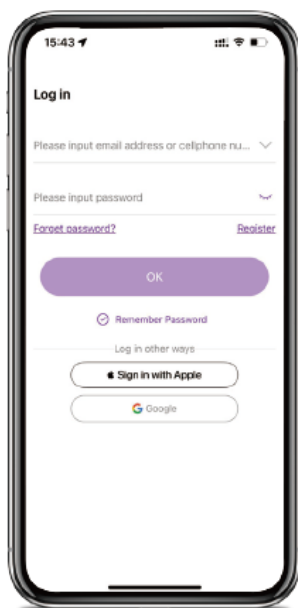 15:43
Log in
Please input email address or cellphone nu...
Please input password
Forget password? Register
OK
Remember Password
Log in other ways
Sign in with Apple
Google